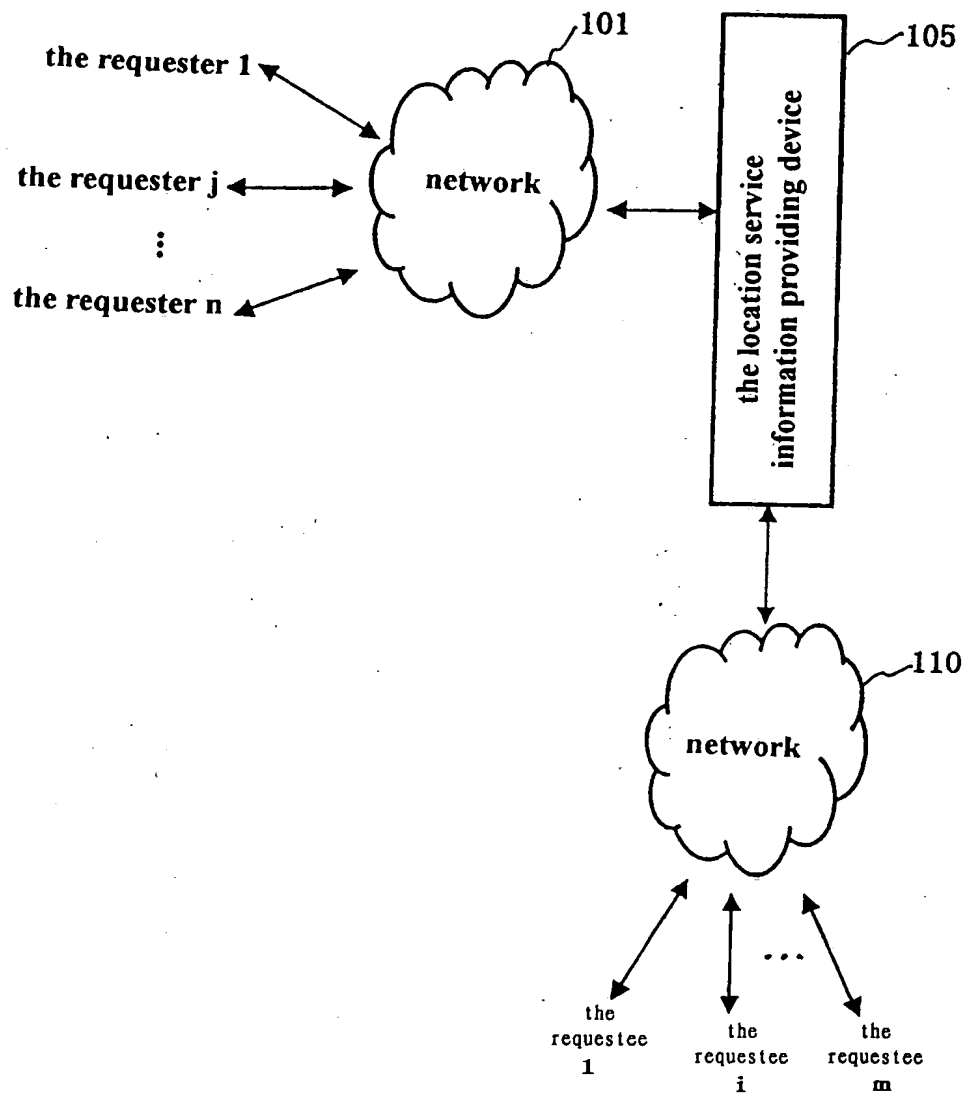 101
105
the requester 1
the requester j
⋮
the requester n
network
the location service
information providing device
110
network
...
the
requestee
1
the
requestee
i
the
requestee
m